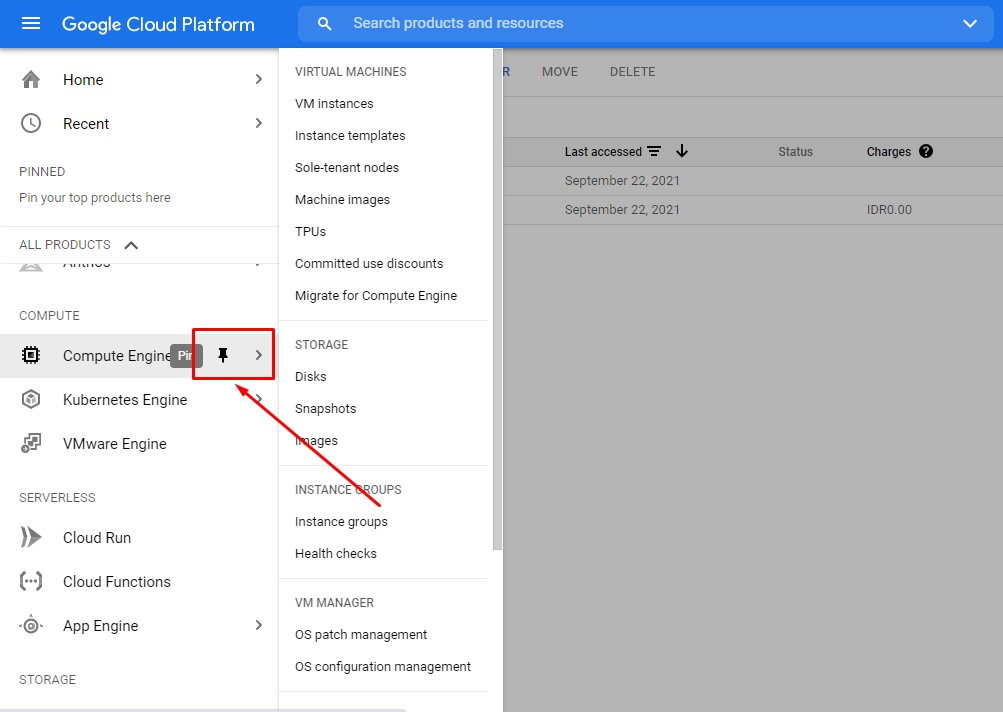 Google Cloud Platform
Search products and resources
Home
Recent
PINNED
Pin your top products here
ALL PRODUCTS
Anthos
COMPUTE
Compute Engine
Kubernetes Engine
VMware Engine
SERVERLESS
Cloud Run
Cloud Functions
App Engine
STORAGE
VIRTUAL MACHINES
VM instances
Instance templates
Sole-tenant nodes
Machine images
TPUs
Committed use discounts
Migrate for Compute Engine
STORAGE
Disks
Snapshots
Images
INSTANCE GROUPS
Instance groups
Health checks
VM MANAGER
OS patch management
OS configuration management
R MOVE DELETE
Last accessed Status Charges ?
September 22, 2021
September 22, 2021 IDR0.00